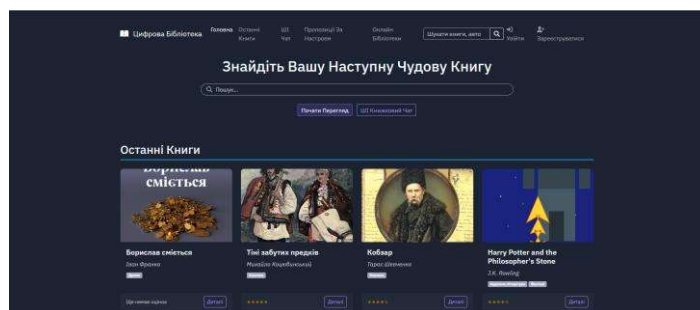 Цифрова Бібліотека
Головна
Останні Книги
ШІ Чат
Пропозиції За Настроєм
Онлайн Бібліотеки
Шукати книги, авто
Увійти
Зареєструватися
Знайдіть Вашу Наступну Чудову Книгу
Пошук...
Почати Перегляд
ШІ Книжковий Чат
Останні Книги
Борислав
сміється
Борислав сміється
Іван Франко
Ще немає оцінок
Деталі
Тіні забутих предків
Михайло Коцюбинський
Деталі
Кобзар
Тарас Шевченко
Деталі
Harry Potter and the
Philosopher's Stone
J.K. Rowling
Деталі